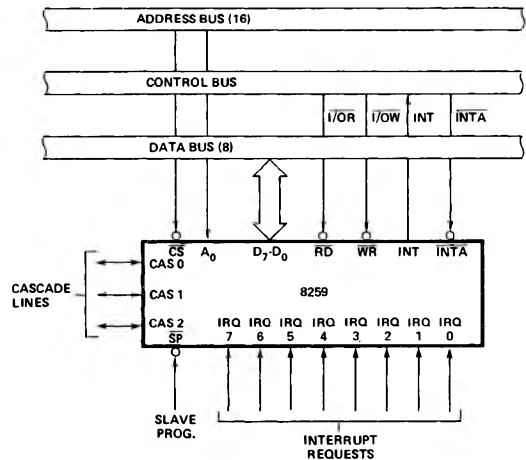 ADDRESS BUS (16)
CONTROL BUS
I/OR I/OW INT INTA
DATA BUS (8)
CS A0 D7-D0 RD WR INT INTA
CAS 0
CASCADE LINES
CAS 1
8259
CAS 2
SP
IRQ 7 IRQ 6 IRQ 5 IRQ 4 IRQ 3 IRQ 2 IRQ 1 IRQ 0
SLAVE PROG.
INTERRUPT REQUESTS